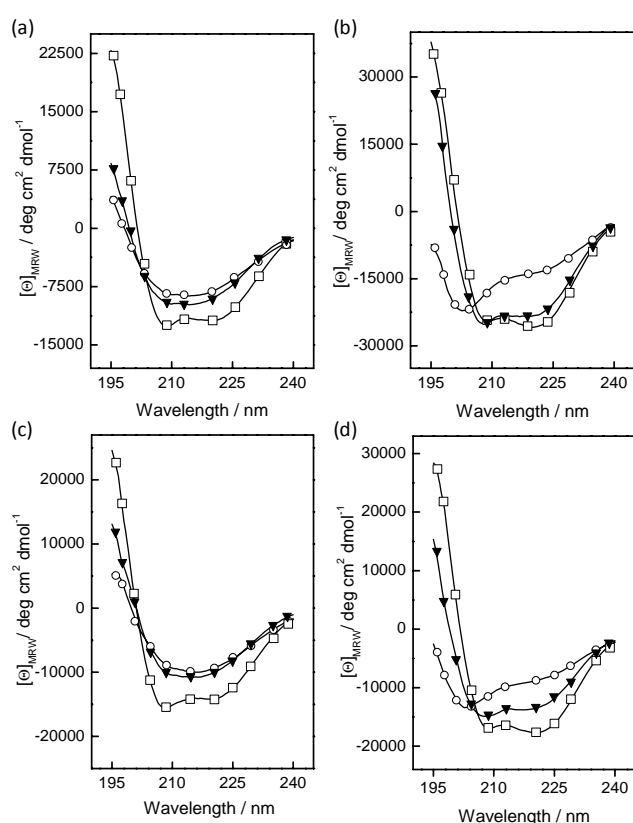 (a)
22500
15000
7500
0
-7500
-15000
[Θ]MRW / deg cm² dmol⁻¹
195 210 225 240
Wavelength / nm
(b)
30000
15000
0
-15000
-30000
[Θ]MRW / deg cm² dmol⁻¹
195 210 225 240
Wavelength / nm
(c)
20000
10000
0
-10000
-20000
[Θ]MRW / deg cm² dmol⁻¹
195 210 225 240
Wavelength / nm
(d)
30000
20000
10000
0
-10000
-20000
[Θ]MRW/ deg cm² dmol⁻¹
195 210 225 240
Wavelength / nm